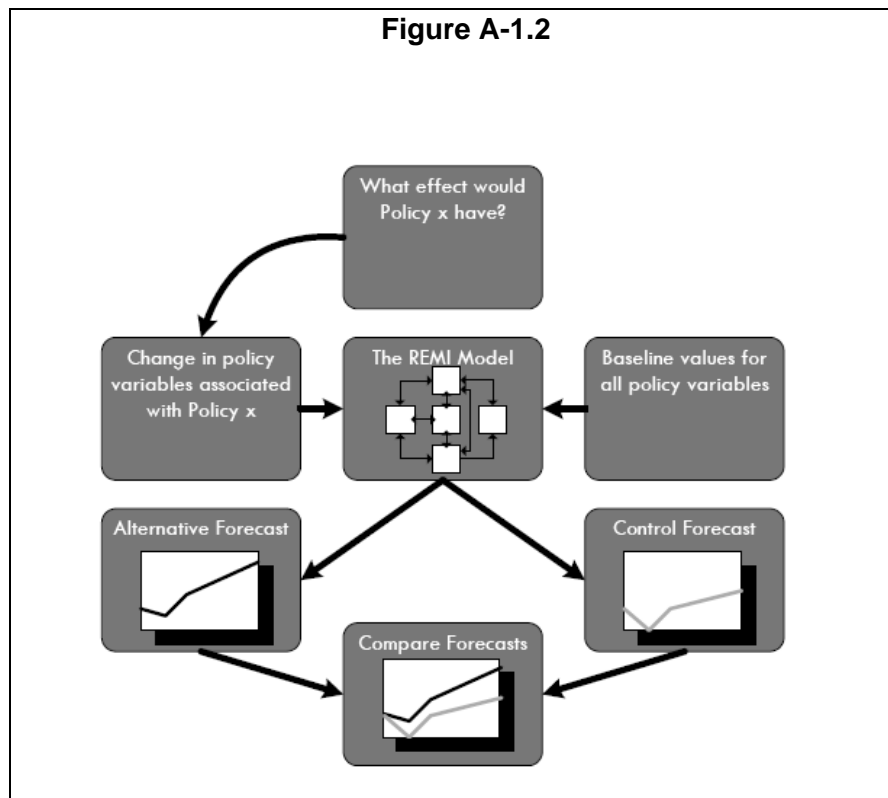 Figure A-1.2
What effect would
Policy x have?
Change in policy
variables associated
with Policy x
The REMI Model
Baseline values for
all policy variables
Alternative Forecast
Control Forecast
Compare Forecasts